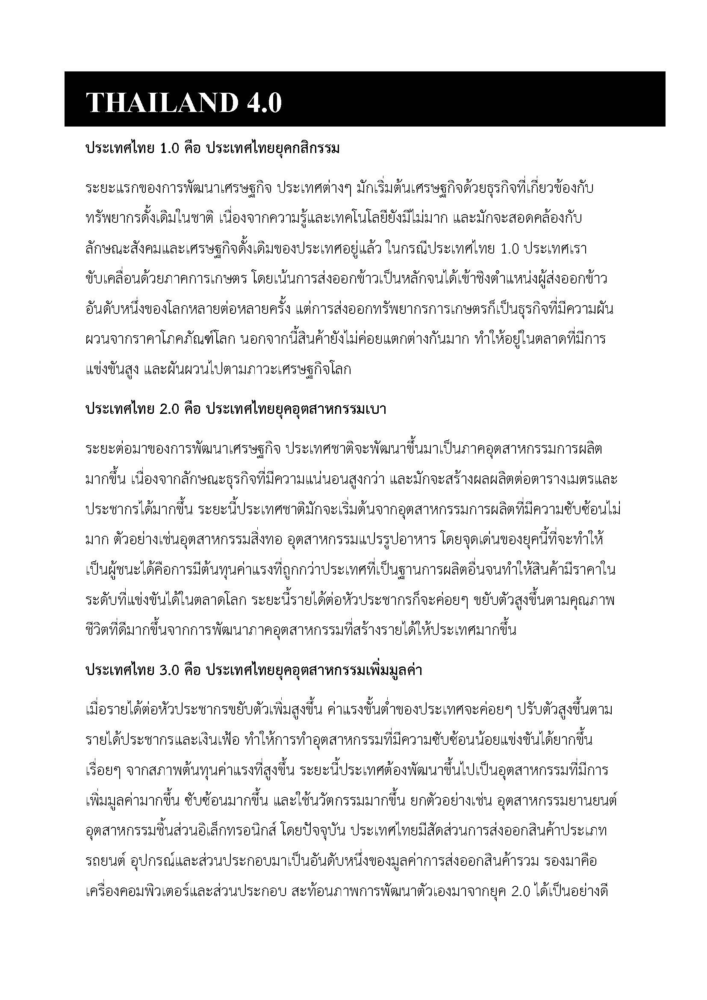 THAILAND 4.0
ประเทศไทย 1.0 คือ ประเทศไทยยุคกสิกรรม
ระยะแรกของการพัฒนาเศรษฐกิจ ประเทศต่างๆ มักเริ่มต้นเศรษฐกิจด้วยธุรกิจที่เกี่ยวข้องกับ
ทรัพยากรดั้งเดิมในชาติ เนื่องจากความรู้และเทคโนโลยียังมีไม่มาก และมักจะสอดคล้องกับ
ลักษณะสังคมและเศรษฐกิจดั้งเดิมของประเทศอยู่แล้ว ในกรณีประเทศไทย 1.0 ประเทศเรา
ขับเคลื่อนด้วยภาคการเกษตร โดยเน้นการส่งออกข้าวเป็นหลักจนได้เข้าชิงตำแหน่งผู้ส่งออกข้าว
อันดับหนึ่งของโลกหลายต่อหลายครั้ง แต่การส่งออกทรัพยากรการเกษตรก็เป็นธุรกิจที่มีความผัน
ผวนจากราคาโภคภัณฑ์โลก นอกจากนี้สินค้ายังไม่ค่อยแตกต่างกันมาก ทำให้อยู่ในตลาดที่มีการ
แข่งขันสูง และผันผวนไปตามภาวะเศรษฐกิจโลก
ประเทศไทย 2.0 คือ ประเทศไทยยุคอุตสาหกรรมเบา
ระยะต่อมาของการพัฒนาเศรษฐกิจ ประเทศชาติจะพัฒนาขึ้นมาเป็นภาคอุตสาหกรรมการผลิต
มากขึ้น เนื่องจากลักษณะธุรกิจที่มีความแน่นอนสูงกว่า และมักจะสร้างผลผลิตต่อตารางเมตรและ
ประชากรได้มากขึ้น ระยะนี้ประเทศชาติมักจะเริ่มต้นจากอุตสาหกรรมการผลิตที่มีความซับซ้อนไม่
มาก ตัวอย่างเช่นอุตสาหกรรมสิ่งทอ อุตสาหกรรมแปรรูปอาหาร โดยจุดเด่นของยุคนี้ที่จะทำให้
เป็นผู้ชนะได้คือการมีต้นทุนค่าแรงที่ถูกกว่าประเทศที่เป็นฐานการผลิตอื่นจนทำให้สินค้ามีราคาใน
ระดับที่แข่งขันได้ในตลาดโลก ระยะนี้รายได้ต่อหัวประชากรก็จะค่อยๆ ขยับตัวสูงขึ้นตามคุณภาพ
ชีวิตที่ดีมากขึ้นจากการพัฒนาภาคอุตสาหกรรมที่สร้างรายได้ให้ประเทศมากขึ้น
ประเทศไทย 3.0 คือ ประเทศไทยยุคอุตสาหกรรมเพิ่มมูลค่า
เมื่อรายได้ต่อหัวประชากรขยับตัวเพิ่มสูงขึ้น ค่าแรงขั้นต่ำของประเทศจะค่อยๆ ปรับตัวสูงขึ้นตาม
รายได้ประชากรและเงินเฟ้อ ทำให้การทำอุตสาหกรรมที่มีความซับซ้อนน้อยแข่งขันได้ยากขึ้น
เรื่อยๆ จากสภาพต้นทุนค่าแรงที่สูงขึ้น ระยะนี้ประเทศต้องพัฒนาขึ้นไปเป็นอุตสาหกรรมที่มีการ
เพิ่มมูลค่ามากขึ้น ซับซ้อนมากขึ้น และใช้นวัตกรรมมากขึ้น ยกตัวอย่างเช่น อุตสาหกรรมยานยนต์
อุตสาหกรรมชิ้นส่วนอิเล็กทรอนิกส์ โดยปัจจุบัน ประเทศไทยมีสัดส่วนการส่งออกสินค้าประเภท
รถยนต์ อุปกรณ์และส่วนประกอบมาเป็นอันดับหนึ่งของมูลค่าการส่งออกสินค้ารวม รองมาคือ
เครื่องคอมพิวเตอร์และส่วนประกอบ สะท้อนภาพการพัฒนาตัวเองมาจากยุค 2.0 ได้เป็นอย่างดี